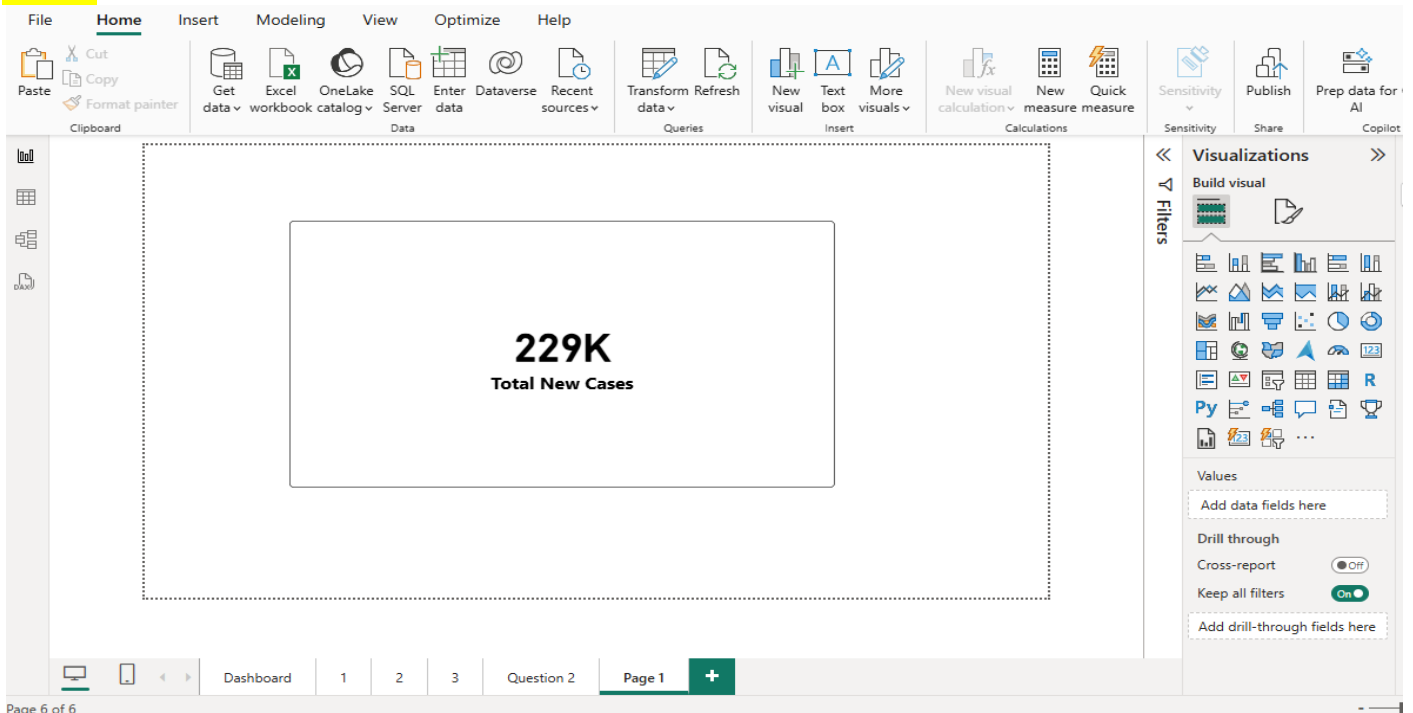 File Home Insert Modeling View Optimize Help
Paste
Cut
Copy
Format painter
Clipboard
Get data
Excel workbook
OneLake catalog
SQL Server
Enter data
Dataverse
Recent sources
Data
Transform data
Refresh
Queries
New visual
A
Text box
More visuals
Insert
fx
New visual calculation
New measure
Quick measure
Calculations
Sensitivity
Sensitivity
Publish
Share
Prep data for
AI
Copilot
DAX
229K
Total New Cases
Filters
Visualizations
Build visual
123
R
Py
123
Values
Add data fields here
Drill through
Cross-report Off
Keep all filters On
Add drill-through fields here
Dashboard 1 2 3 Question 2 Page 1 +
Page 6 of 6